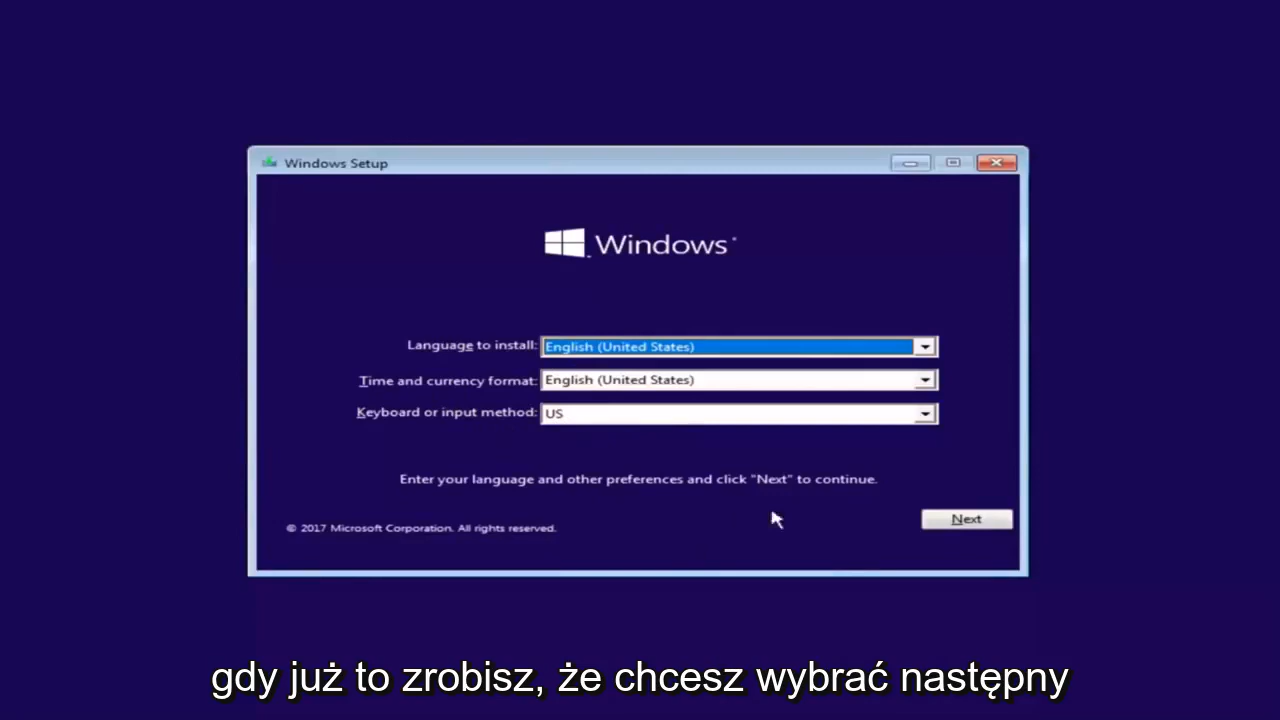 Windows Setup
Windows
Language to install: English (United States)
Time and currency format: English (United States)
Keyboard or input method: US
Enter your language and other preferences and click "Next" to continue.
Next
© 2017 Microsoft Corporation. All rights reserved.
gdy już to zrobisz, że chcesz wybrać następny